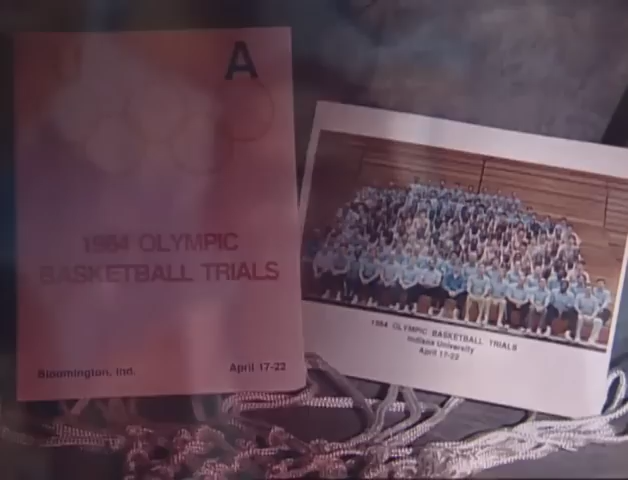 A
1984 OLYMPIC
BASKETBALL TRIALS
Bloomington, Ind.
April 17-22
1984 OLYMPIC BASKETBALL TRIALS
Indiana University
April 17-22